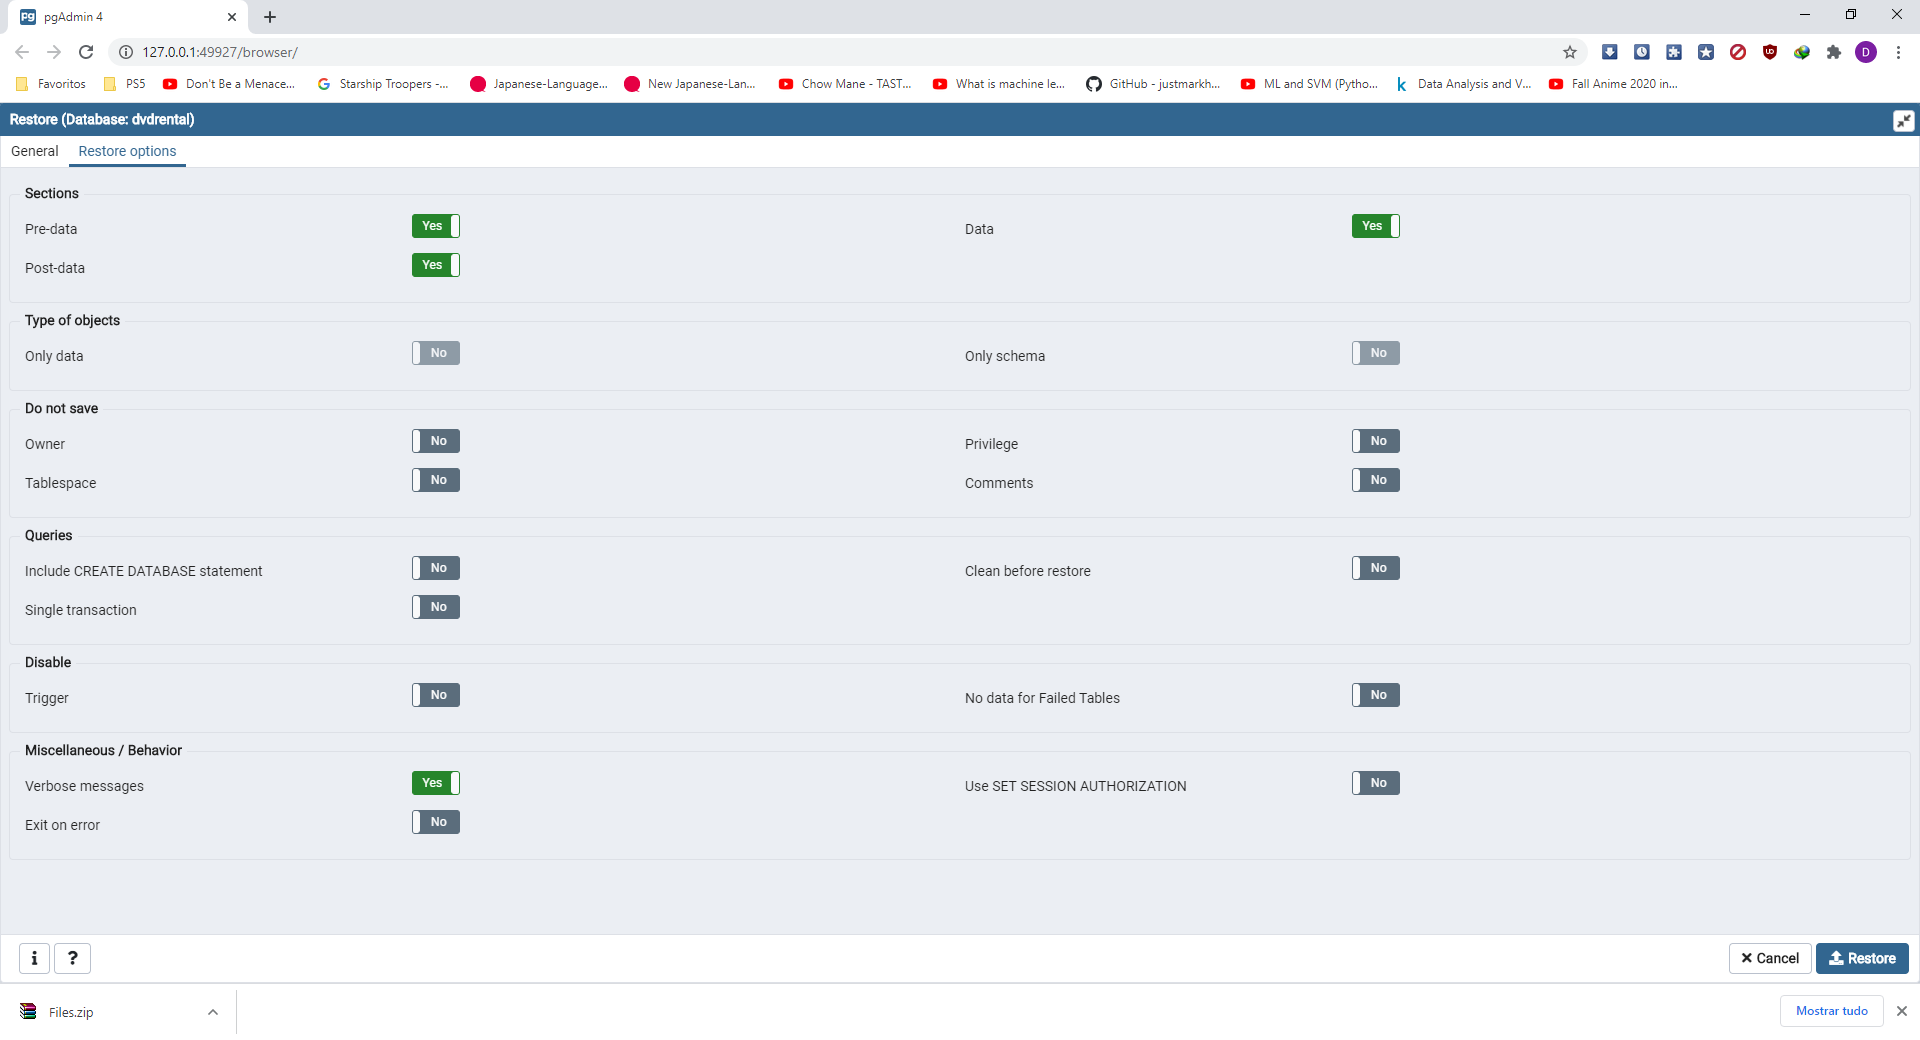 pgAdmin 4
127.0.0.1:49927/browser/
Favoritos PS5 Don't Be a Menace... Starship Troopers -... Japanese-Language... New Japanese-Lan... Chow Mane - TAST... What is machine le... GitHub - justmarkh... ML and SVM (Pytho... Data Analysis and V... Fall Anime 2020 in...
Restore (Database: dvdrental)
General Restore options
Sections
Pre-data Yes Data Yes
Post-data Yes
Type of objects
Only data No Only schema No
Do not save
Owner No Privilege No
Tablespace No Comments No
Queries
Include CREATE DATABASE statement No Clean before restore No
Single transaction No
Disable
Trigger No No data for Failed Tables No
Miscellaneous / Behavior
Verbose messages Yes Use SET SESSION AUTHORIZATION No
Exit on error No
i ? Cancel Restore
Files.zip Mostrar tudo